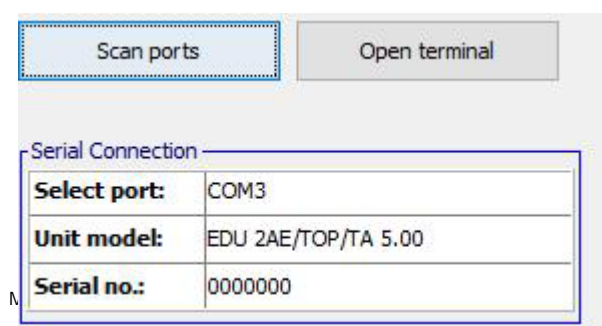 Scan ports Open terminal
Serial Connection
Select port: COM3
Unit model: EDU 2AE/TOP/TA 5.00
Serial no.: 0000000